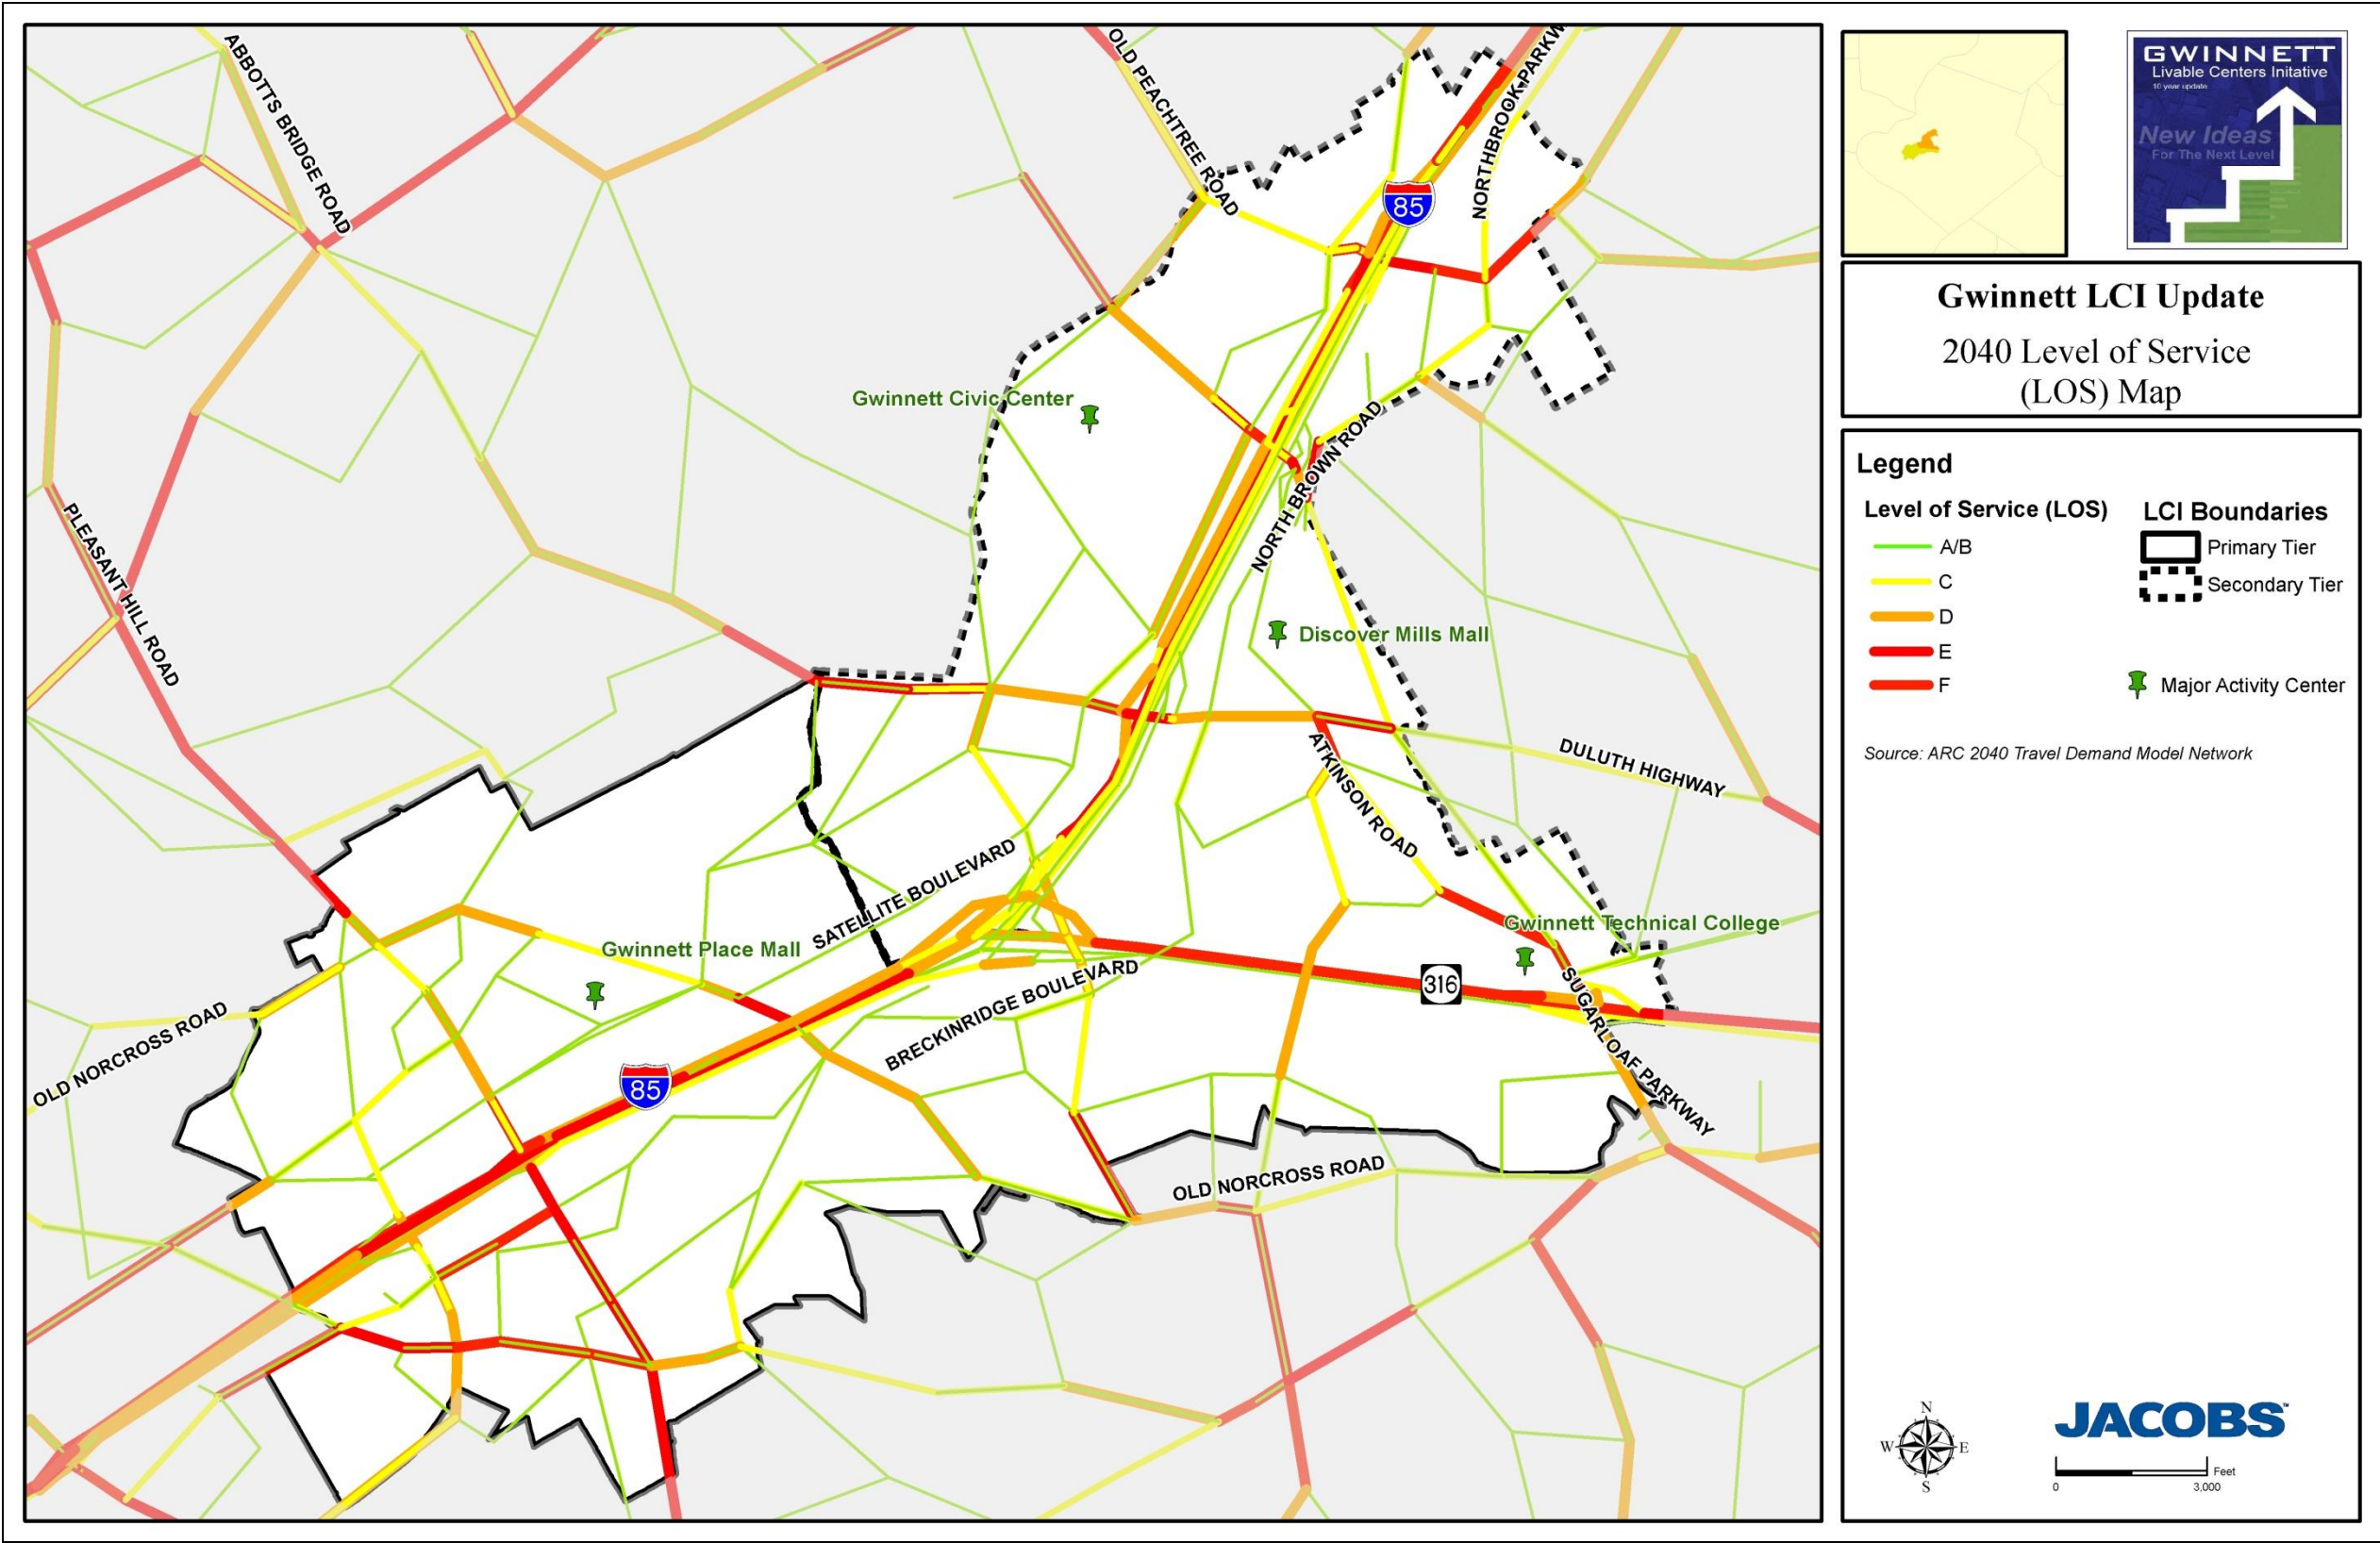 ABBOTTS BRIDGE ROAD
OLD PEACHTREE ROAD
NORTHBROOK PARKW
85
Gwinnett Civic Center
NORTH BROWN ROAD
PLEASANT HILL ROAD
Discover Mills Mall
DULUTH HIGHWAY
ATKINSON ROAD
SATELLITE BOULEVARD
Gwinnett Technical College
Gwinnett Place Mall
316
BRECKINRIDGE BOULEVARD
SUGARLOAF PARKWAY
OLD NORCROSS ROAD
85
OLD NORCROSS ROAD
GWINNETT
Livable Centers Initative
10 year update
New Ideas
For The Next Level
Gwinnett LCI Update
2040 Level of Service
(LOS) Map
Legend
Level of Service (LOS)
A/B
C
D
E
F
LCI Boundaries
Primary Tier
Secondary Tier
Major Activity Center
Source: ARC 2040 Travel Demand Model Network
N
W E
S
JACOBS™
Feet
0 3,000